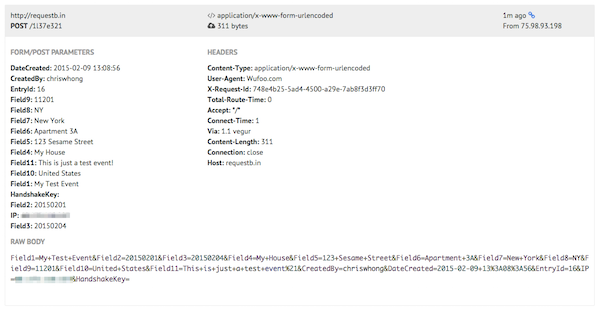 http://requestb.in
POST /1i37e321
</> application/x-www-form-urlencoded
311 bytes
1m ago
From 75.98.93.198
FORM/POST PARAMETERS
DateCreated: 2015-02-09 13:08:56
CreatedBy: chriswhong
EntryId: 16
Field9: 11201
Field8: NY
Field7: New York
Field6: Apartment 3A
Field5: 123 Sesame Street
Field4: My House
Field11: This is just a test event!
Field10: United States
Field1: My Test Event
HandshakeKey:
Field2: 20150201
IP:
Field3: 20150204
HEADERS
Content-Type: application/x-www-form-urlencoded
User-Agent: Wufoo.com
X-Request-Id: 748e4b25-5ad4-4500-a29e-7ab8f3d3ff70
Total-Route-Time: 0
Accept: */*
Connect-Time: 1
Via: 1.1 vegur
Content-Length: 311
Connection: close
Host: requestb.in
RAW BODY
Field1=My+Test+Event&Field2=20150201&Field3=20150204&Field4=My+House&Field5=123+Sesame+Street&Field6=Apartment+3A&Field7=New+York&Field8=NY&F
ield9=11201&Field10=United+States&Field11=This+is+just+a+test+event%21&CreatedBy=chriswhong&DateCreated=2015-02-09+13%3A08%3A56&EntryId=16&IP
=&HandshakeKey=